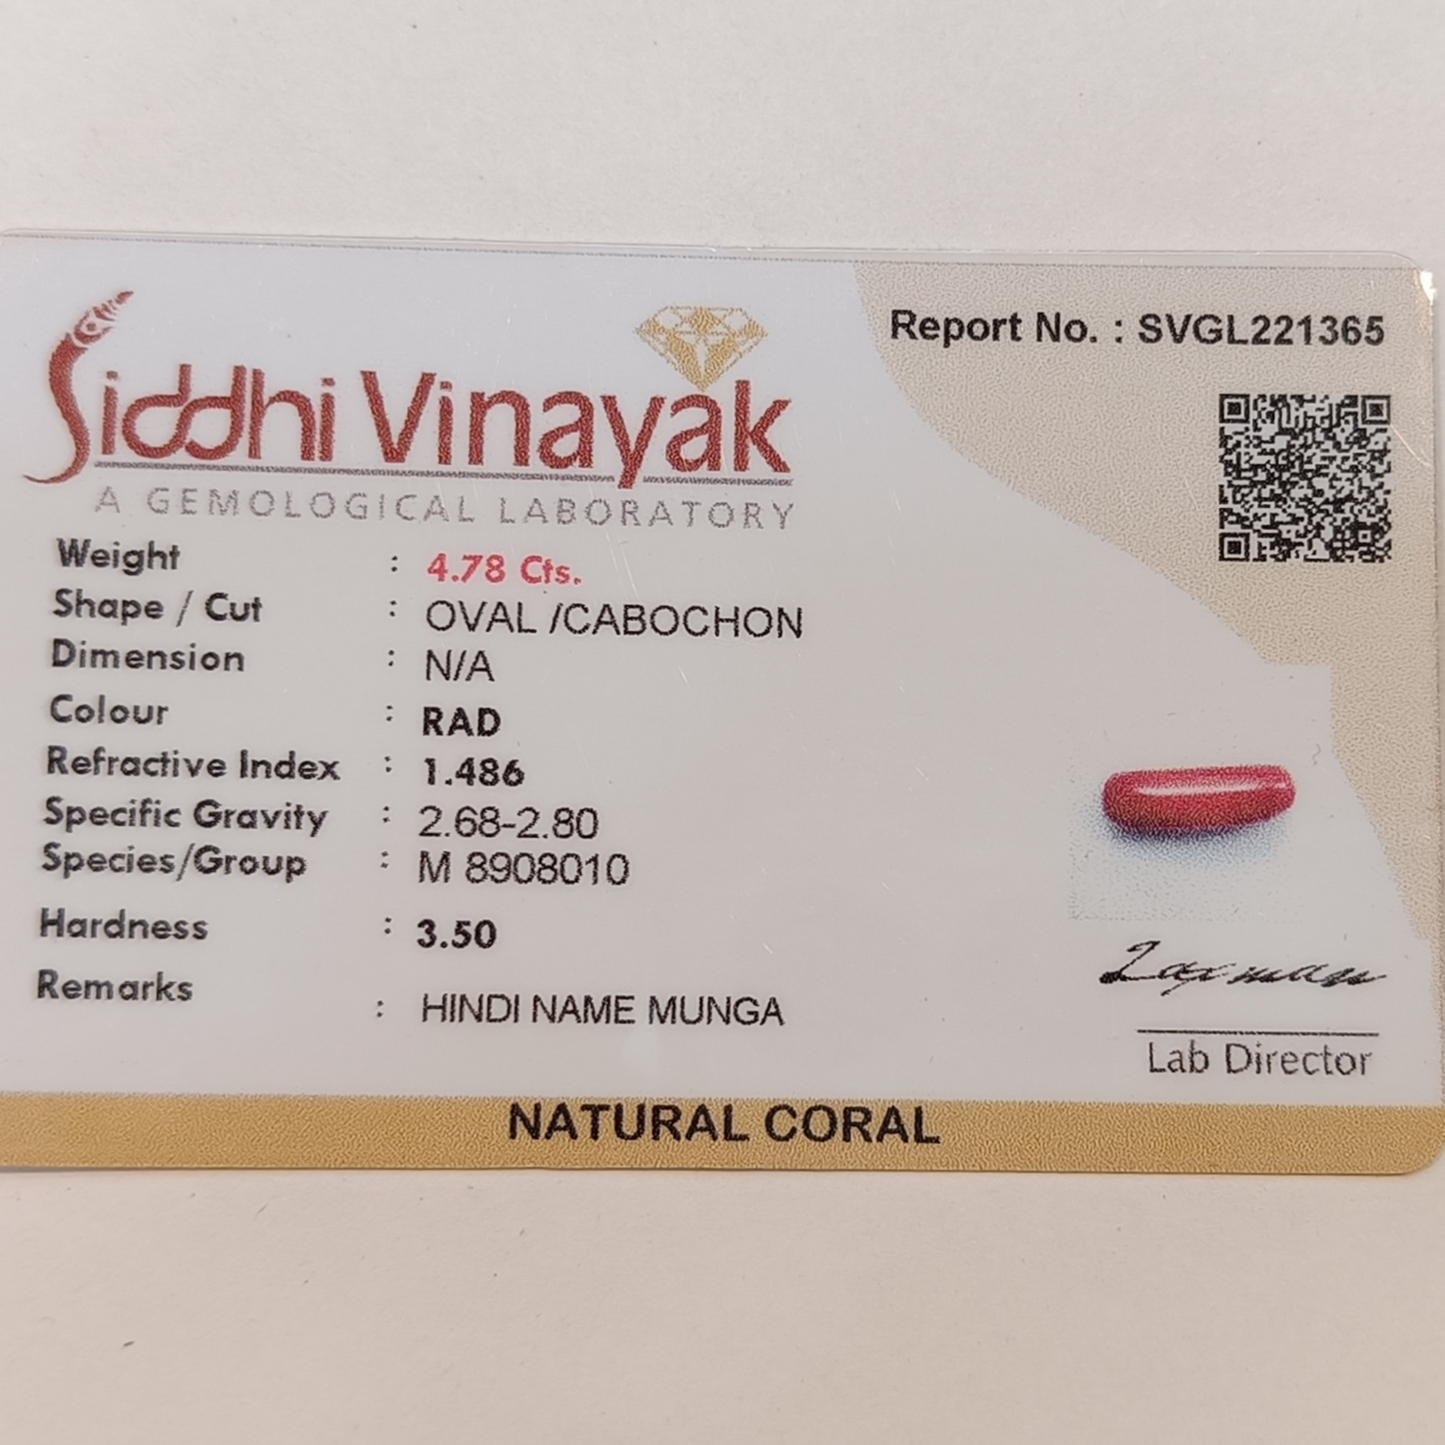 Siddhi Vinayak
A GEMOLOGICAL LABORATORY
Report No. : SVGL221365
Weight : 4.78 Cts.
Shape / Cut : OVAL /CABOCHON
Dimension : N/A
Colour : RAD
Refractive Index : 1.486
Specific Gravity : 2.68-2.80
Species/Group : M 8908010
Hardness : 3.50
Remarks : HINDI NAME MUNGA
Laxman
Lab Director
NATURAL CORAL